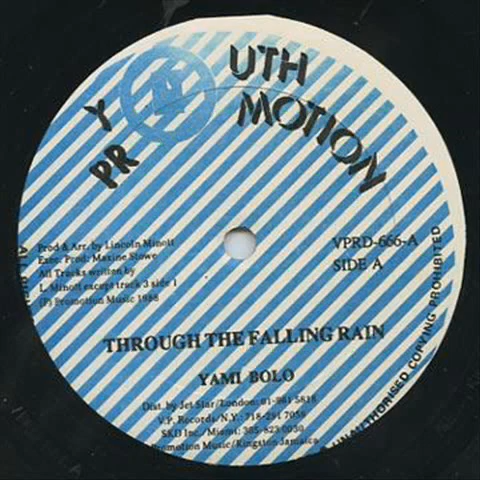 Y UTH
PR MOTION
Prod & Arr. by Lincoln Minott
Exec. Prod: Maxine Stowe
All Tracks written by
L. Minott except track 3 side 1
(P) Promotion Music 1988
VPRD-666-A
SIDE A
THROUGH THE FALLING RAIN
YAMI BOLO
Dist. by Jet Star/London: 01-961 5818
V.P. Records/N.Y.- 718-291 7058
SKD Inc./Miami: 305-823 0030
Promotion Music/Kingston Jamaica
UNAUTHORISED COPYING PROHIBITED